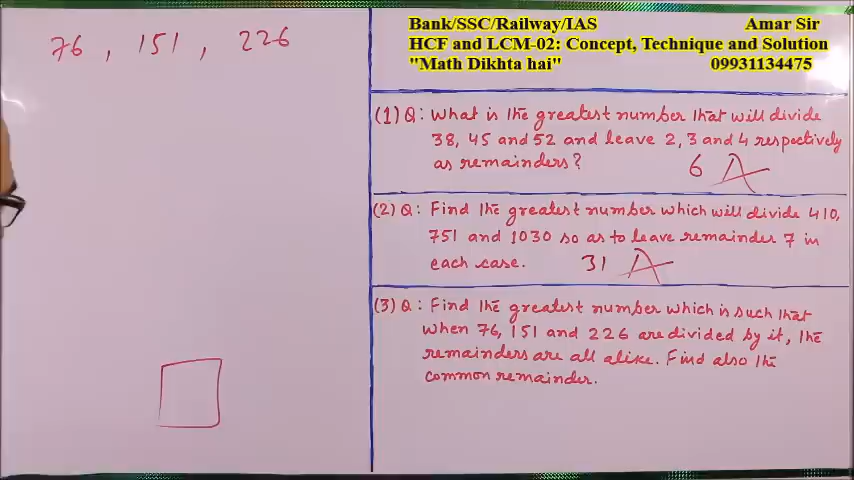 76 , 151 , 226
Bank/SSC/Railway/IAS Amar Sir
HCF and LCM-02: Concept, Technique and Solution
"Math Dikhta hai" 09931134475
(1) Q: What is the greatest number that will divide
38, 45 and 52 and leave 2, 3 and 4 respectively
as remainders? 6 A
(2) Q: Find the greatest number which will divide 410,
751 and 1030 so as to leave remainder 7 in
each case. 31 A
(3) Q: Find the greatest number which is such that
when 76, 151 and 226 are divided by it, the
remainders are all alike. Find also the
common remainder.